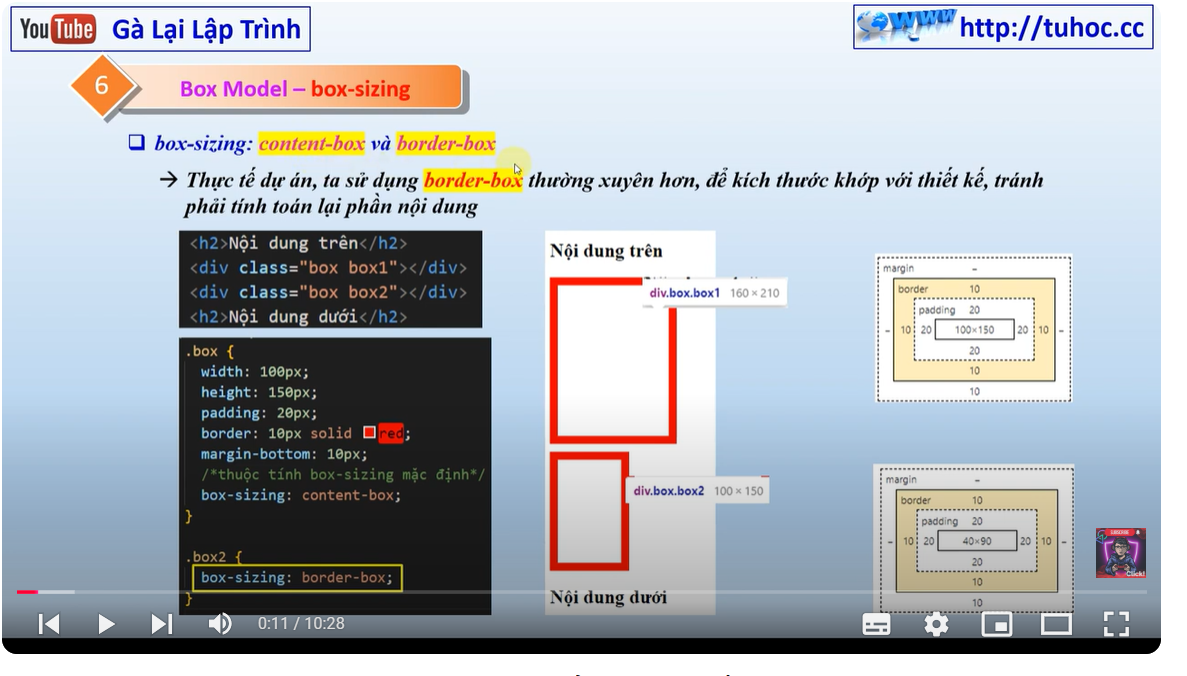 YouTube Gà Lại Lập Trình
www http://tuhoc.cc
6
Box Model – box-sizing
box-sizing: content-box và border-box
→ Thực tế dự án, ta sử dụng border-box thường xuyên hơn, để kích thước khớp với thiết kế, tránh
phải tính toán lại phần nội dung
<h2>Nội dung trên</h2>
<div class="box box1"></div>
<div class="box box2"></div>
<h2>Nội dung dưới</h2>
.box {
width: 100px;
height: 150px;
padding: 20px;
border: 10px solid red;
margin-bottom: 10px;
/*thuộc tính box-sizing mặc định*/
box-sizing: content-box;
}
.box2 {
box-sizing: border-box;
}
Nội dung trên
div.box.box1 160 × 210
div.box.box2 100 × 150
Nội dung dưới
margin –
border 10
padding 20
– 10 20 100×150 20 10 –
20
10
10
margin –
border 10
padding 20
– 10 20 40×90 20 10 –
20
10
10
SUBSCRIBE
Click!
0:11 / 10:28